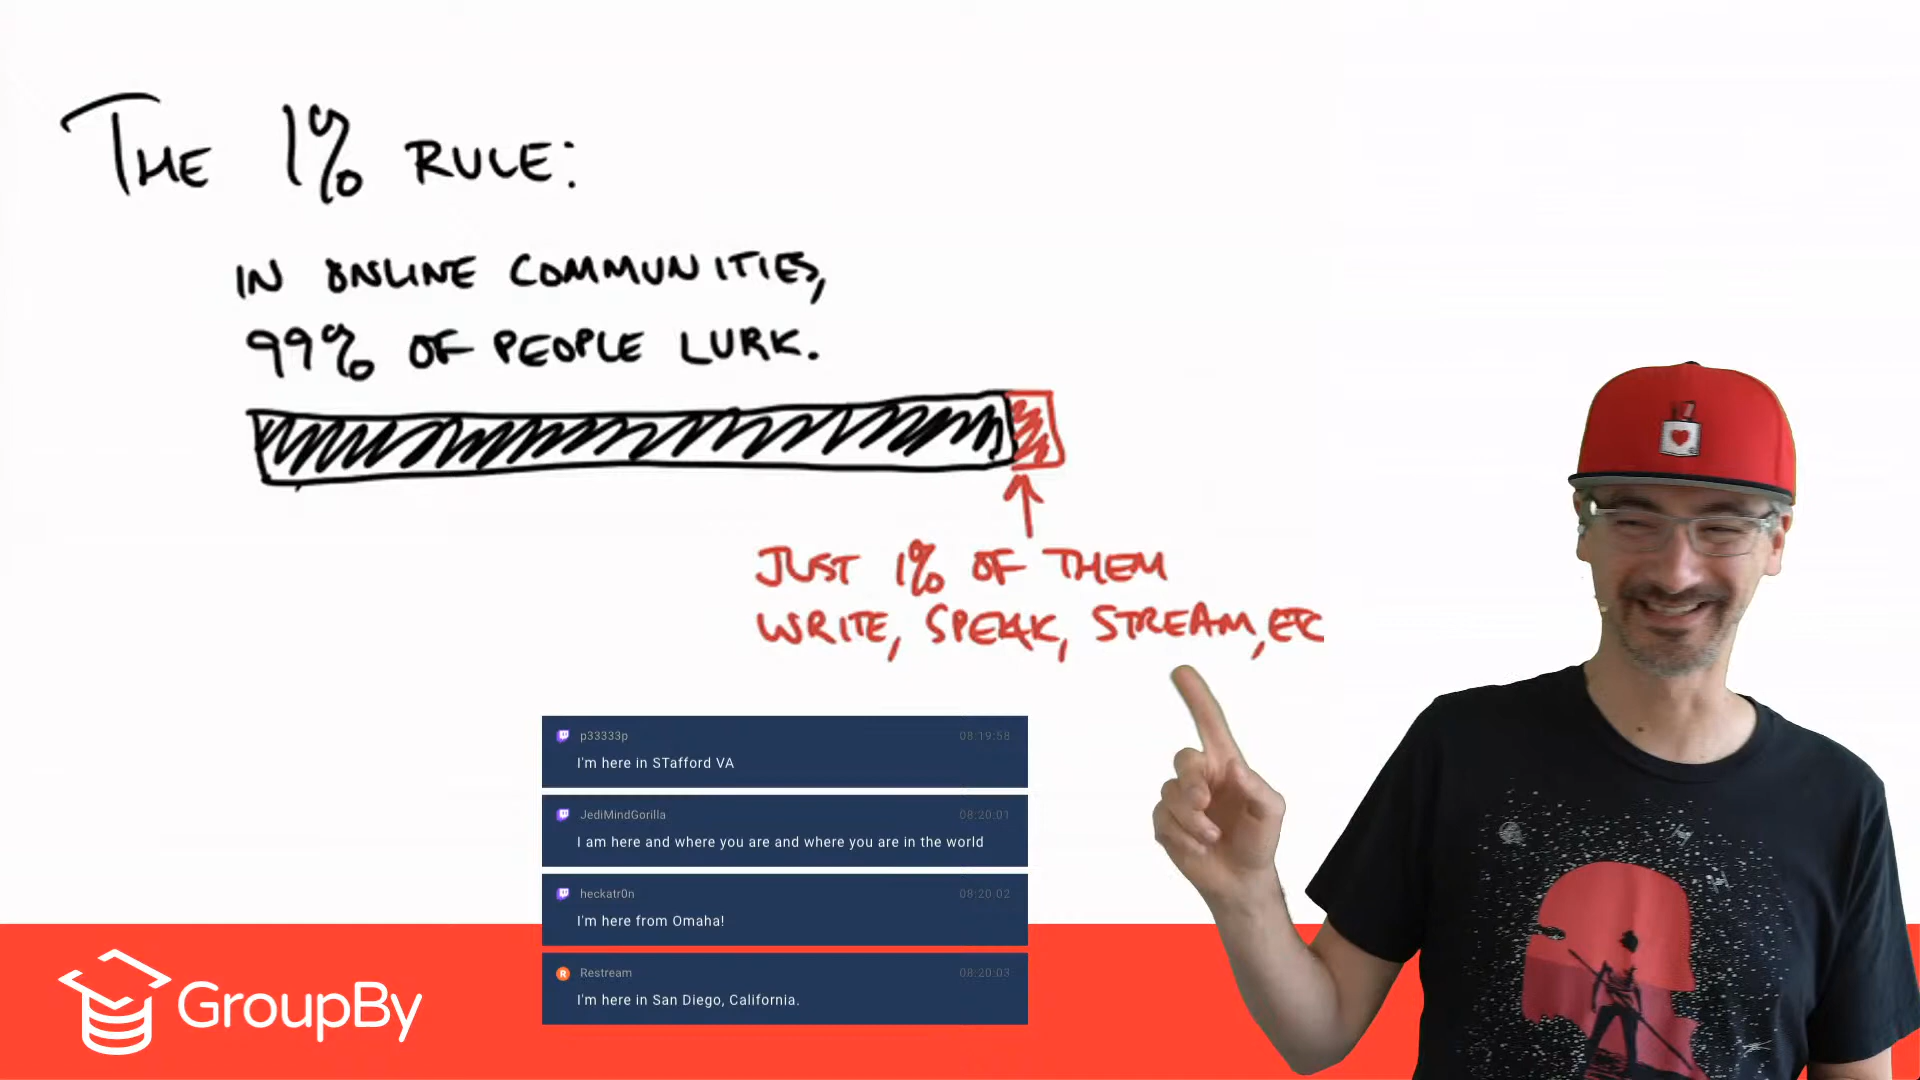 THE 1% RULE:
IN ONLINE COMMUNITIES,
99% OF PEOPLE LURK.
JUST 1% OF THEM
WRITE, SPEAK, STREAM, ETC
p33333p 08:19:58
I'm here in STafford VA
JediMindGorilla 08:20:01
I am here and where you are and where you are in the world
heckatr0n 08:20:02
I'm here from Omaha!
R Restream 08:20:03
I'm here in San Diego, California.
GroupBy